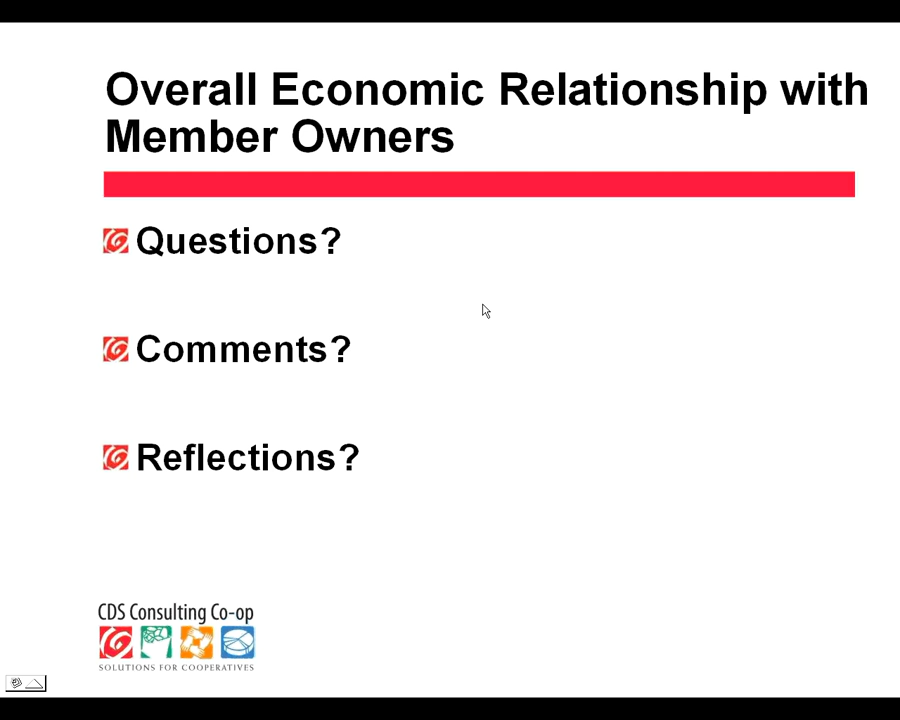 Overall Economic Relationship with
Member Owners
Questions?
Comments?
Reflections?
CDS Consulting Co-op
SOLUTIONS FOR COOPERATIVES